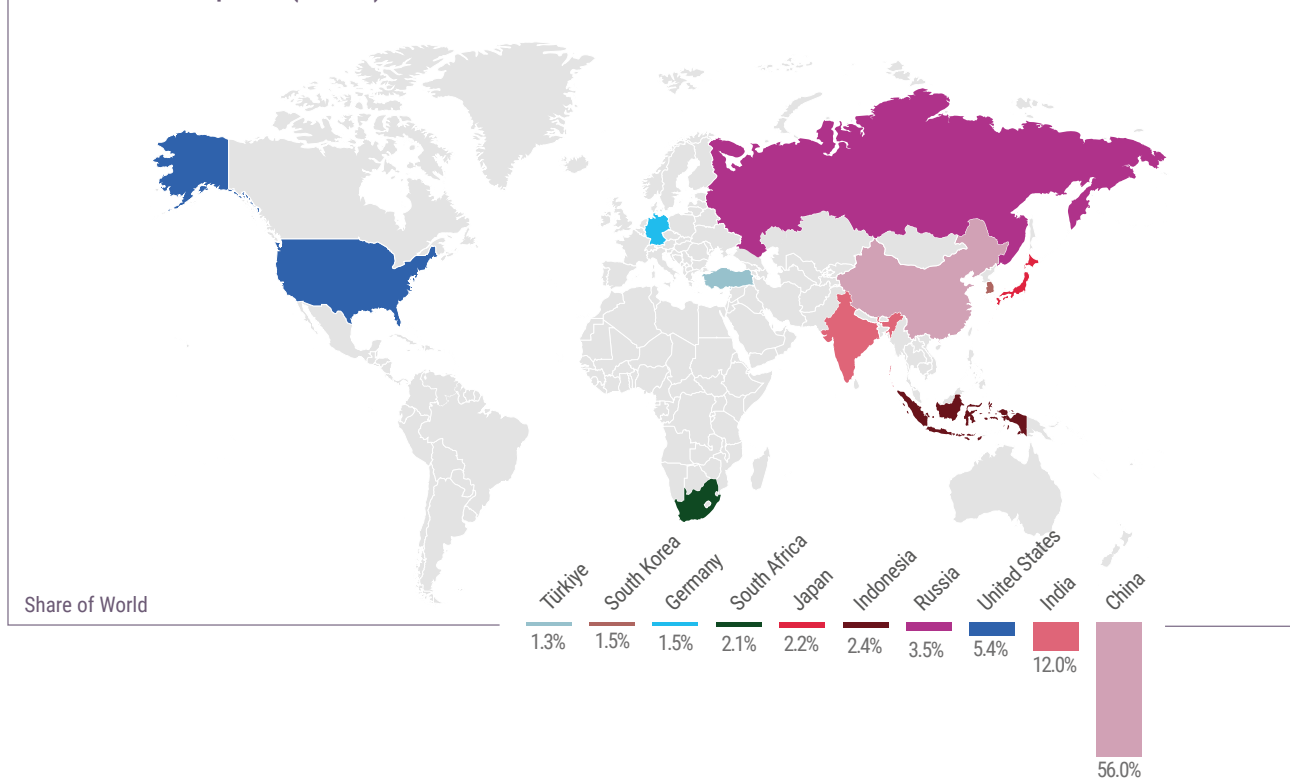 Share of World
Türkiye
South Korea
Germany
South Africa
Japan
Indonesia
Russia
United States
India
China
1.3%
1.5%
1.5%
2.1%
2.2%
2.4%
3.5%
5.4%
12.0%
56.0%